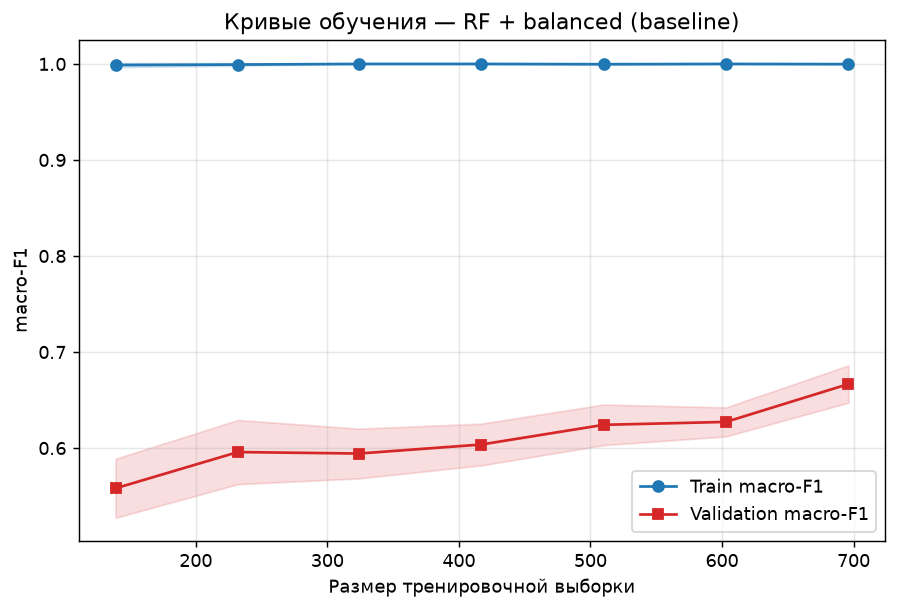 Кривые обучения — RF + balanced (baseline)
macro-F1
1.0
0.9
0.8
0.7
0.6
Train macro-F1
Validation macro-F1
200 300 400 500 600 700
Размер тренировочной выборки